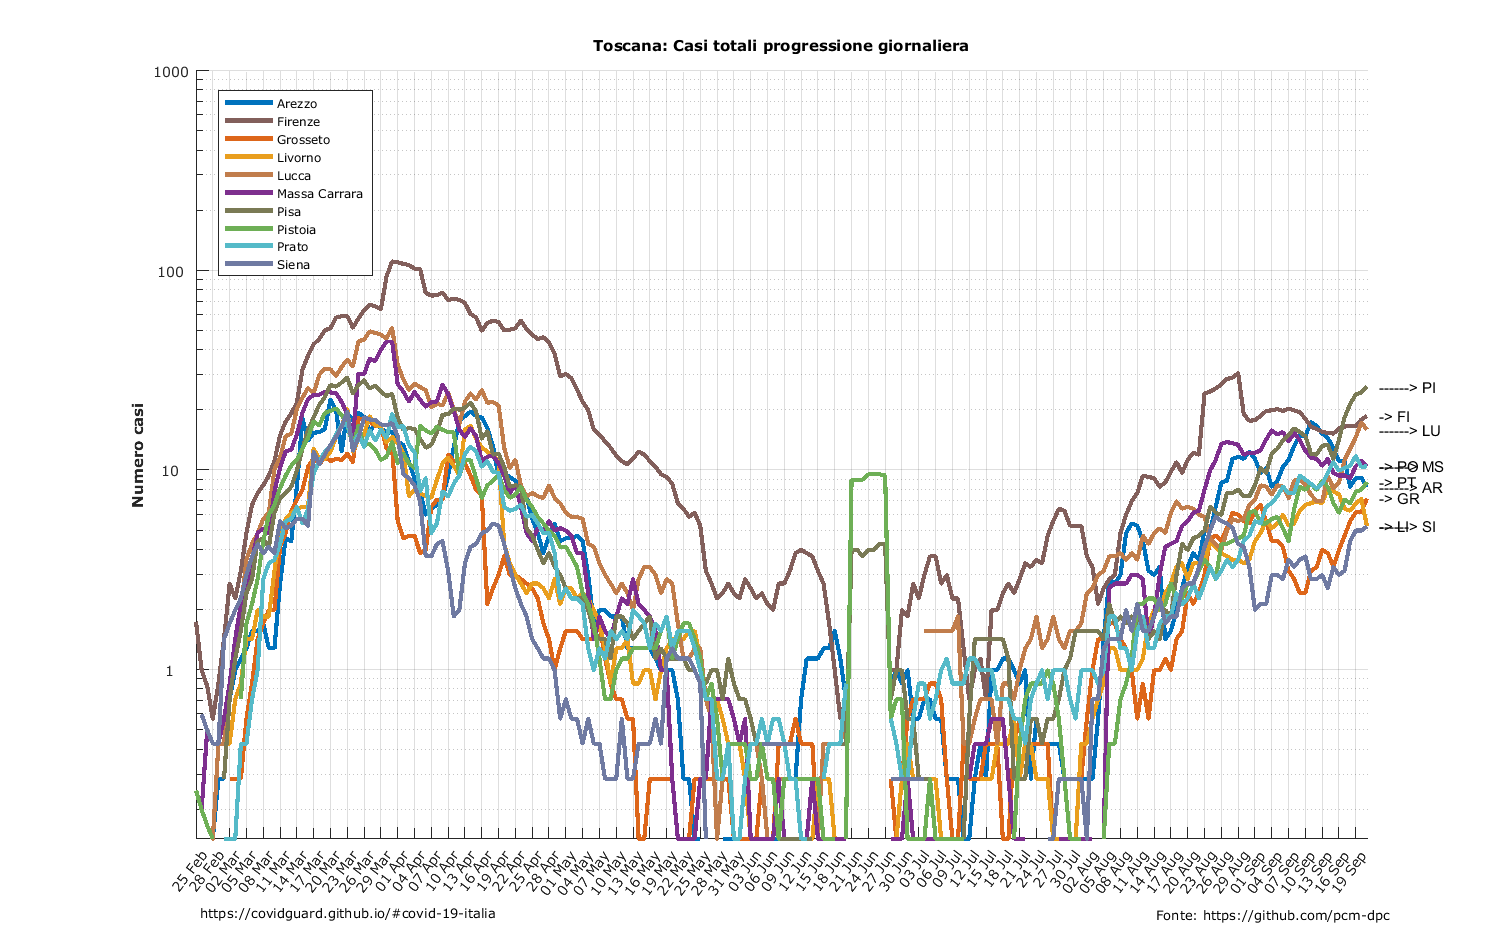 Toscana: Casi totali progressione giornaliera
1000
100
10
1
Numero casi
Arezzo
Firenze
Grosseto
Livorno
Lucca
Massa Carrara
Pisa
Pistoia
Prato
Siena
------> PI
-> FI
------> LU
-> PO
------> MS
-> PT
------> AR
-> GR
-> LI
------> SI
25 Feb
28 Feb
02 Mar
05 Mar
08 Mar
11 Mar
14 Mar
17 Mar
20 Mar
23 Mar
26 Mar
29 Mar
01 Apr
04 Apr
07 Apr
10 Apr
13 Apr
16 Apr
19 Apr
22 Apr
25 Apr
28 Apr
01 May
04 May
07 May
10 May
13 May
16 May
19 May
22 May
25 May
28 May
31 May
03 Jun
06 Jun
09 Jun
12 Jun
15 Jun
18 Jun
21 Jun
24 Jun
27 Jun
30 Jun
03 Jul
06 Jul
09 Jul
12 Jul
15 Jul
18 Jul
21 Jul
24 Jul
27 Jul
30 Jul
02 Aug
05 Aug
08 Aug
11 Aug
14 Aug
17 Aug
20 Aug
23 Aug
26 Aug
29 Aug
01 Sep
04 Sep
07 Sep
10 Sep
13 Sep
16 Sep
19 Sep
https://covidguard.github.io/#covid-19-italia
Fonte: https://github.com/pcm-dpc